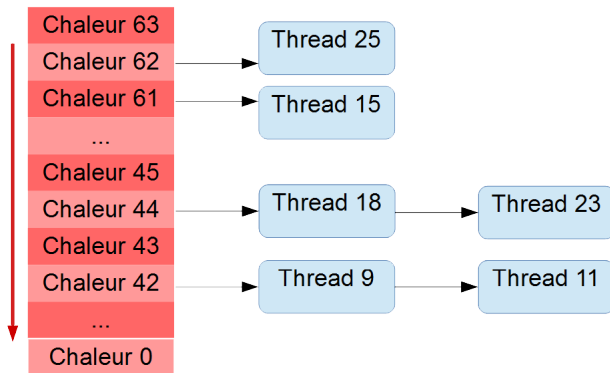 Chaleur 63
Chaleur 62
Thread 25
Chaleur 61
Thread 15
...
Chaleur 45
Chaleur 44
Thread 18
Thread 23
Chaleur 43
Chaleur 42
Thread 9
Thread 11
...
Chaleur 0